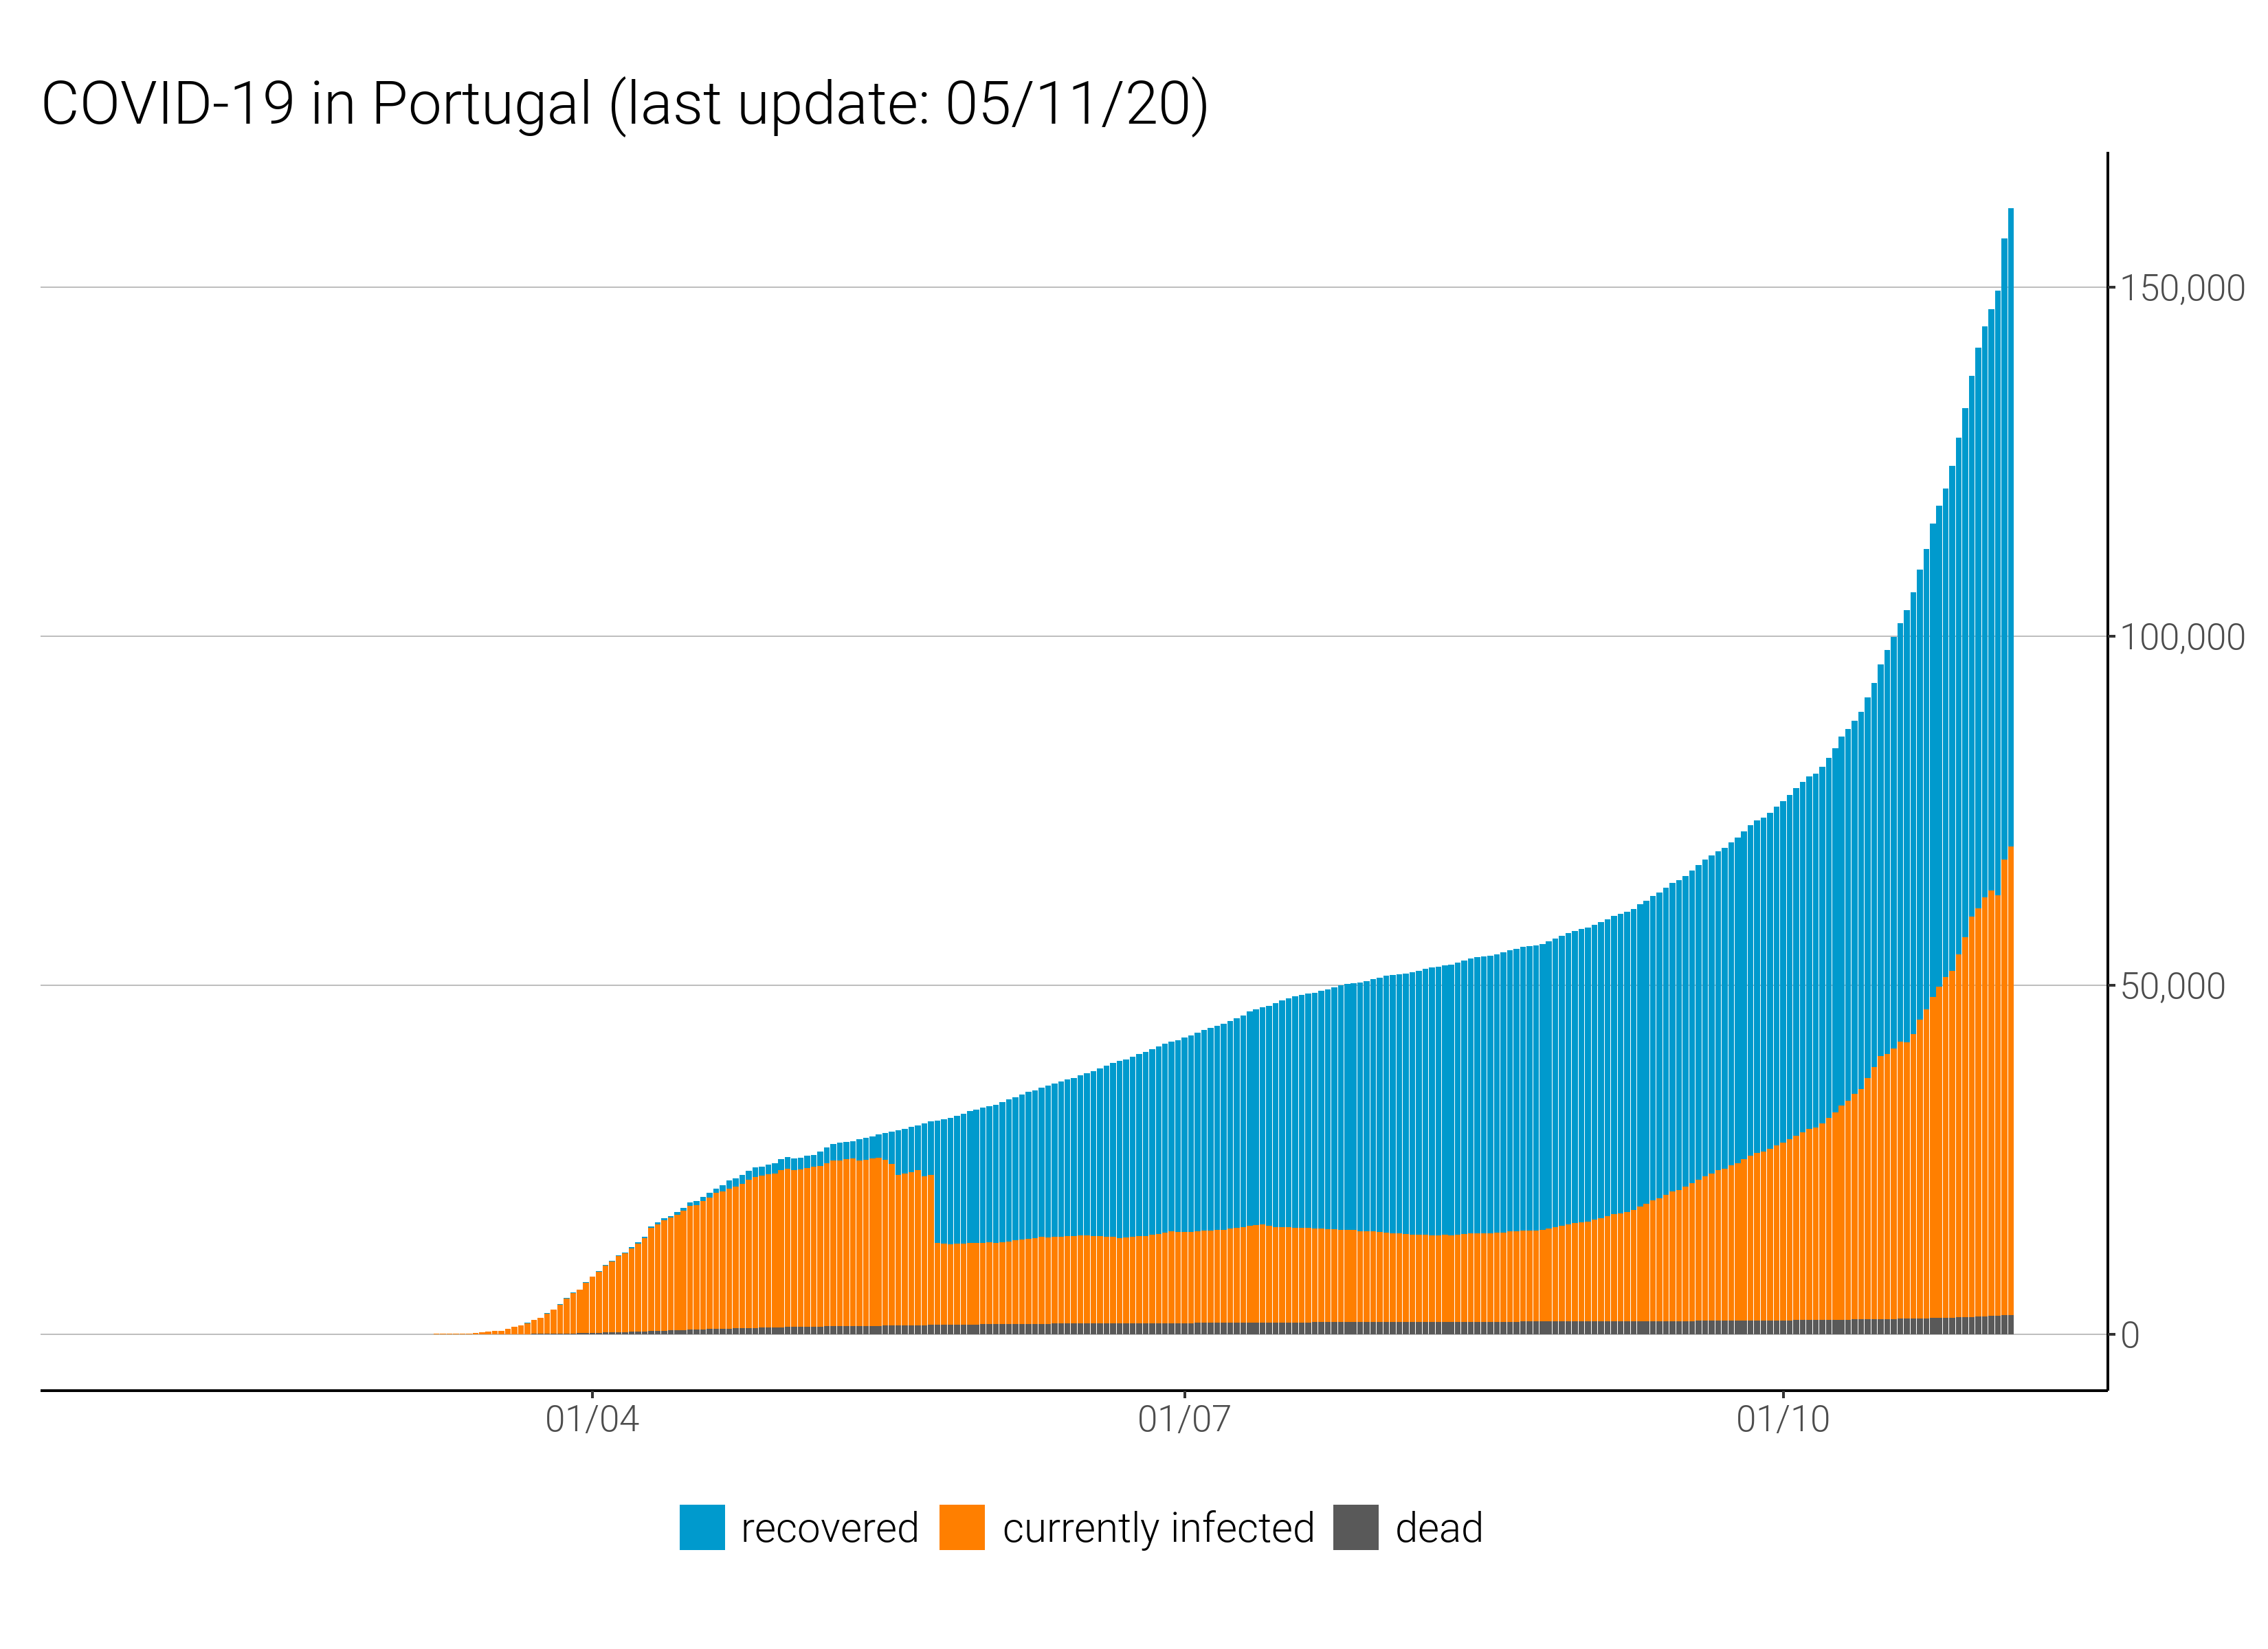 COVID-19 in Portugal (last update: 05/11/20)
150,000
100,000
50,000
0
01/04 01/07 01/10
recovered currently infected dead